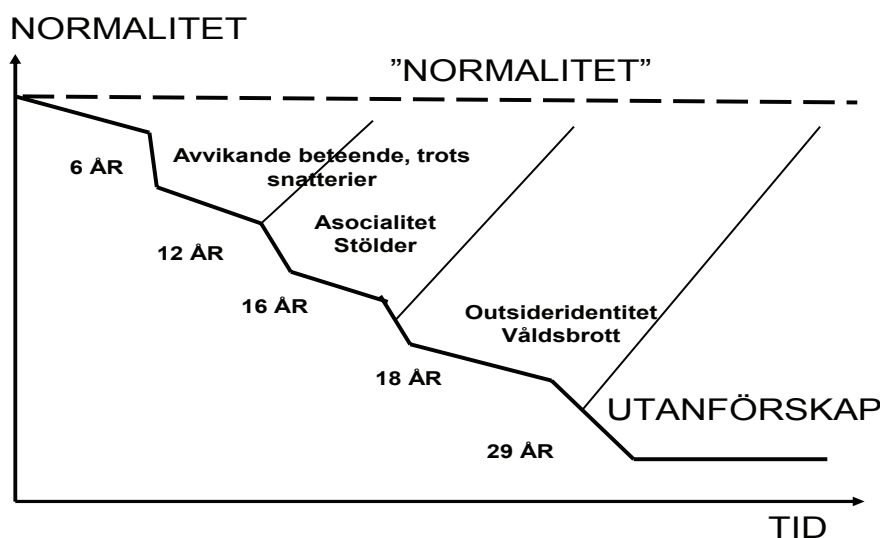 NORMALITET
”NORMALITET”
6 ÅR
Avvikande beteende, trots
snatterier
12 ÅR
Asocialitet
Stölder
16 ÅR
Outsideridentitet
Våldsbrott
18 ÅR
UTANFÖRSKAP
29 ÅR
TID